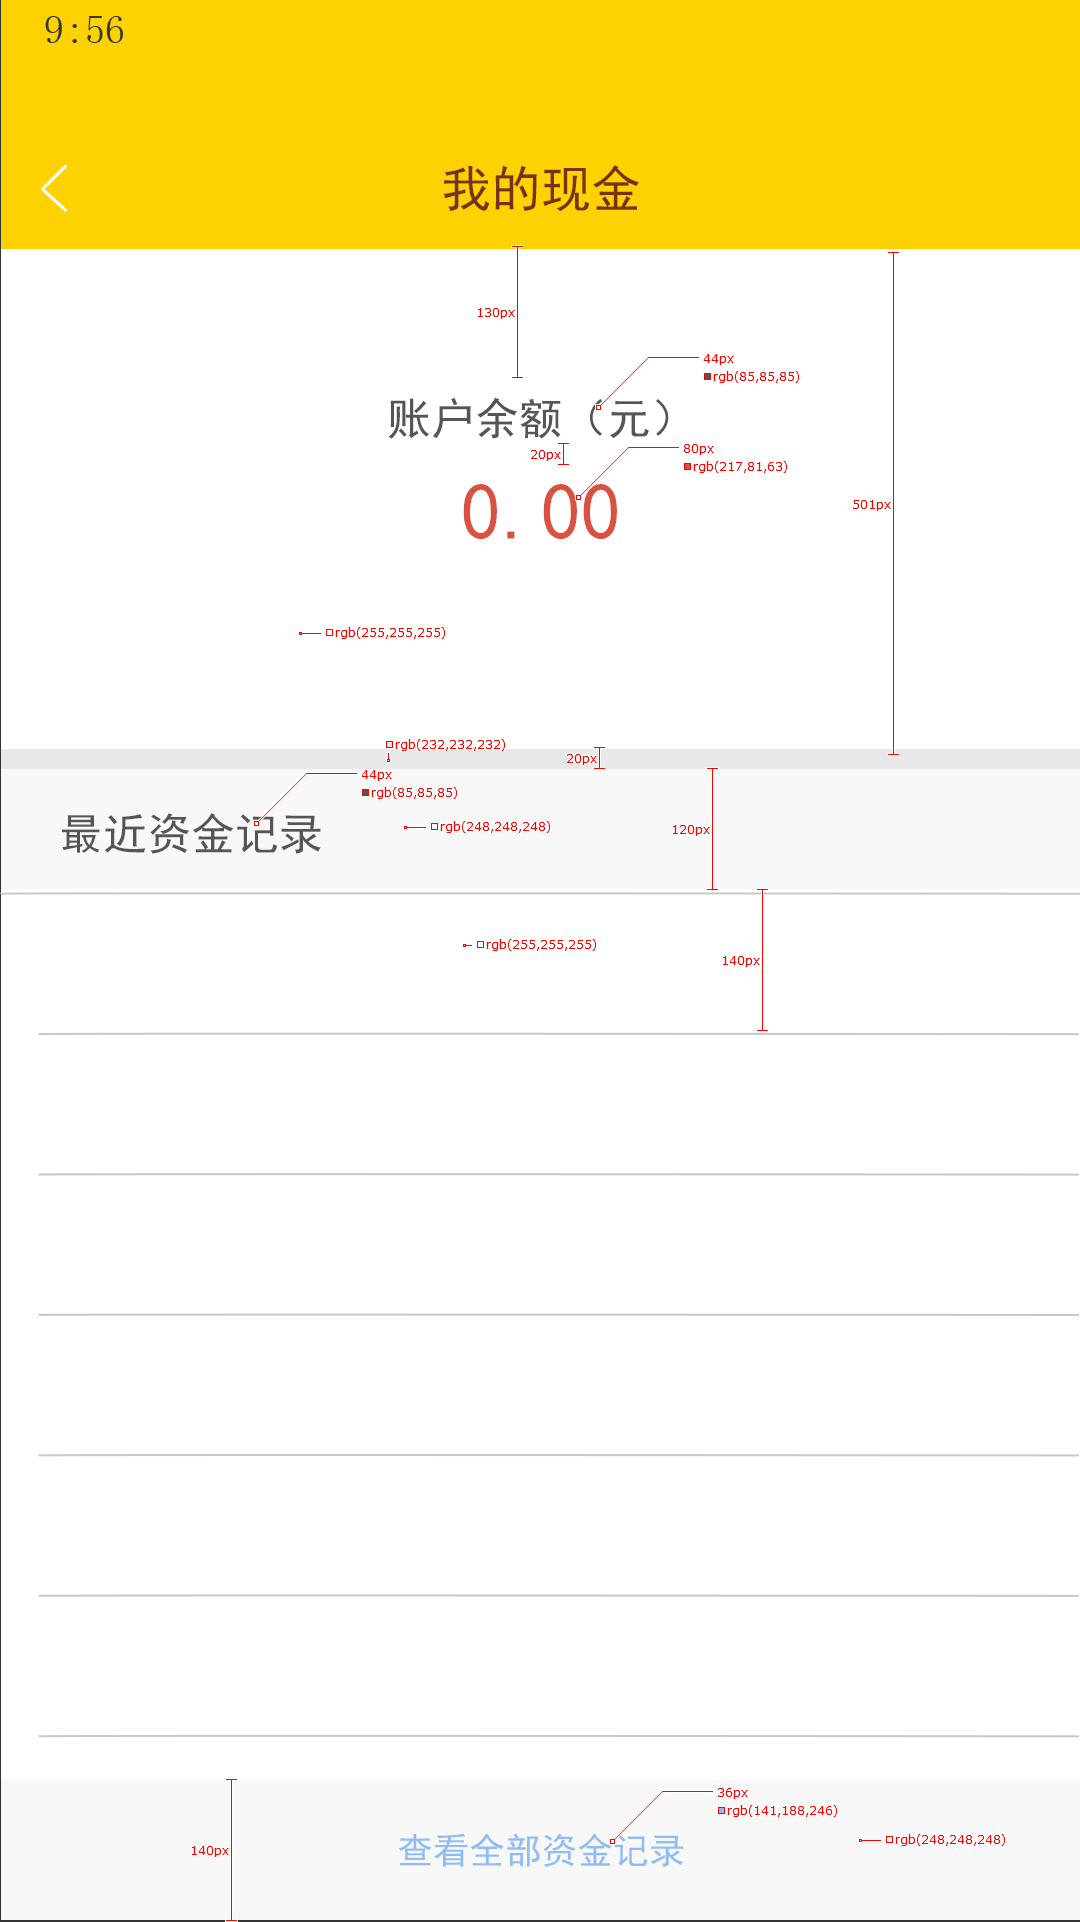 9:56
我的现金
130px
44px
rgb(85,85,85)
账户余额（元）
20px
80px
rgb(217,81,63)
0.00
501px
rgb(255,255,255)
rgb(232,232,232)
20px
44px
rgb(85,85,85)
最近资金记录
rgb(248,248,248)
120px
rgb(255,255,255)
140px
36px
rgb(141,188,246)
查看全部资金记录
rgb(248,248,248)
140px